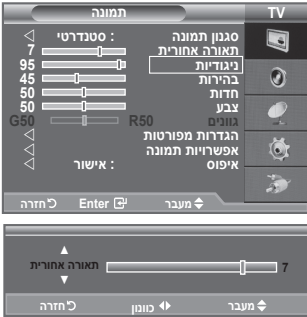 TV תמונה
סגנון תמונה : סטנדרטי
תאורה אחורית 7
ניגודיות 95
בהירות 45
חדות 50
צבע 50
גוונים R50 G50
הגדרות מפורטות
אפשרויות תמונה
איפוס : אישור
מעבר Enter חזרה
תאורה אחורית 7
מעבר כוונון חזרה